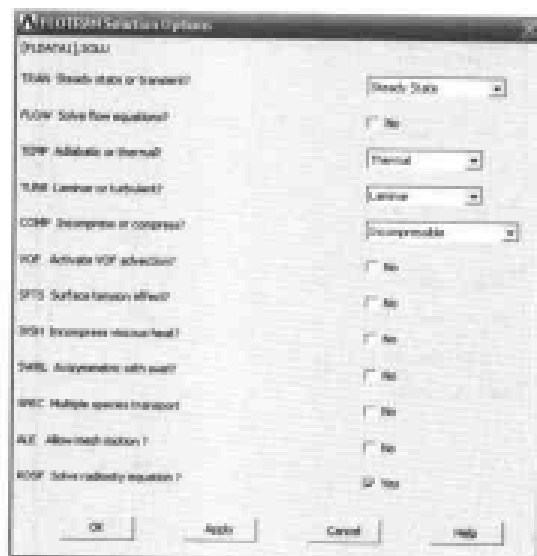 FLOTRAN Solution Options
[FLDATA1],SOLU
TRAN Steady state or transient?
Steady State
FLOW Solve flow equations?
No
TEMP Adiabatic or thermal?
Thermal
TURB Laminar or turbulent?
Laminar
COMP Incompress or compress?
Incompressible
VOF Activate VOF advection?
No
SFTS Surface tension effect?
No
IVSH Incompress viscous heat?
No
SWRL Axisymmetric with swirl?
No
SPEC Multiple species transport
No
ALE Allow mesh motion ?
No
RDSF Solve radiosity equation ?
Yes
OK
Apply
Cancel
Help